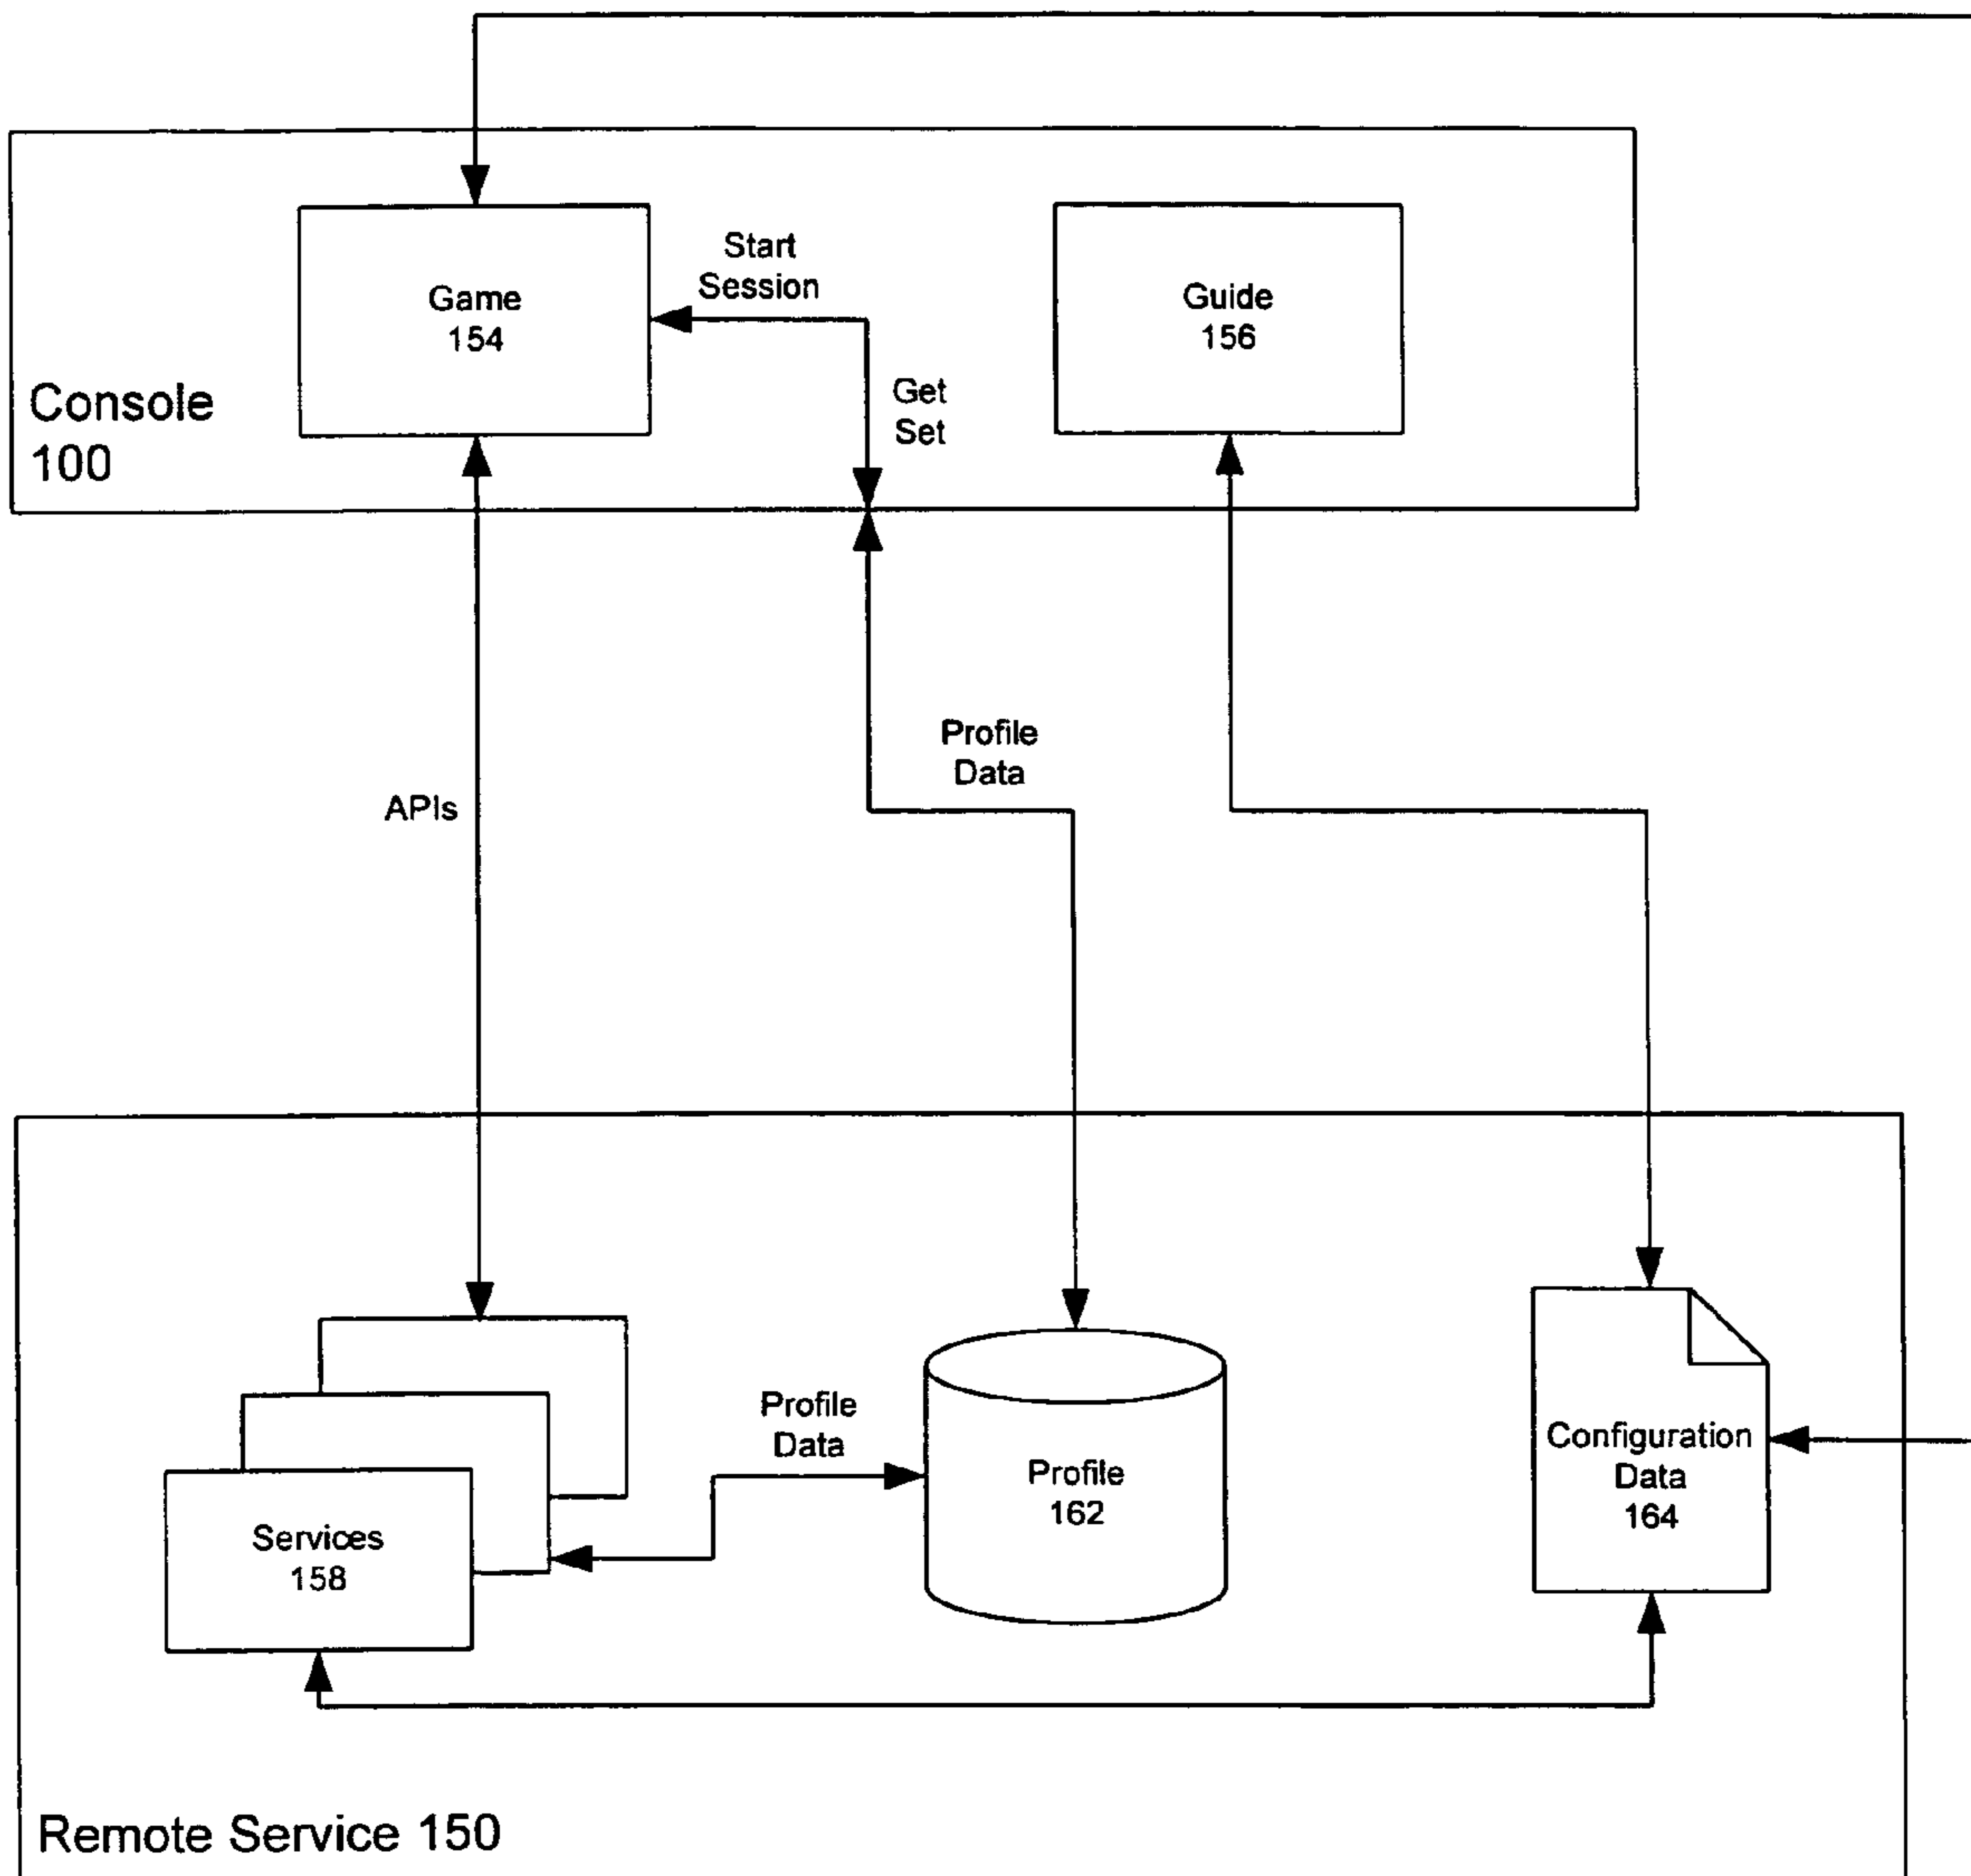 Start
Session
Game
154
Guide
156
Get
Set
Console
100
Profile
Data
APIs
Profile
Data
Configuration
Data
164
Profile
162
Services
158
Remote Service 150